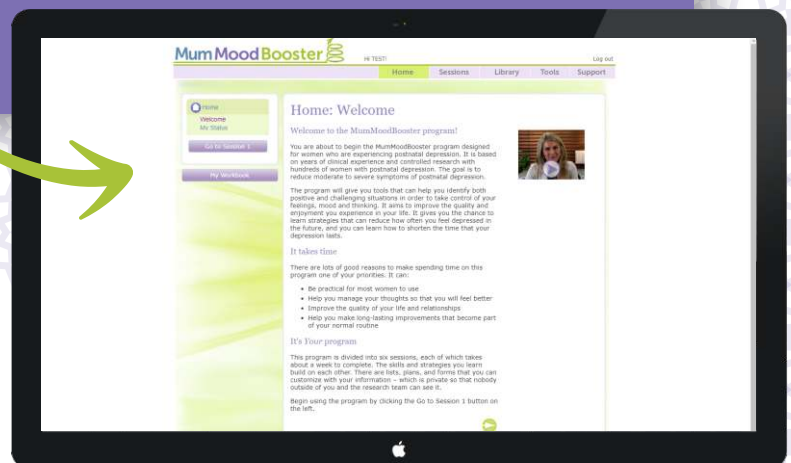 MumMoodBooster
Hi TEST!
Log out
Home Sessions Library Tools Support
Home
Welcome
My Status
Go to Session 1
My Workbook
Home: Welcome
Welcome to the MumMoodBooster program!
You are about to begin the MumMoodBooster program designed
for women who are experiencing postnatal depression. It is based
on years of clinical experience and controlled research with
hundreds of women with postnatal depression. The goal is to
reduce moderate to severe symptoms of postnatal depression.
The program will give you tools that can help you identify both
positive and challenging situations in order to take control of your
feelings, mood and thinking. It aims to improve the quality and
enjoyment you experience in your life. It gives you the chance to
learn strategies that can reduce how often you feel depressed in
the future, and you can learn how to shorten the time that your
depression lasts.
It takes time
There are lots of good reasons to make spending time on this
program one of your priorities. It can:
• Be practical for most women to use
• Help you manage your thoughts so that you will feel better
• Improve the quality of your life and relationships
• Help you make long-lasting improvements that become part
of your normal routine
It's Your program
This program is divided into six sessions, each of which takes
about a week to complete. The skills and strategies you learn
build on each other. There are lists, plans, and forms that you can
customize with your information – which is private so that nobody
outside of you and the research team can see it.
Begin using the program by clicking the Go to Session 1 button on
the left.